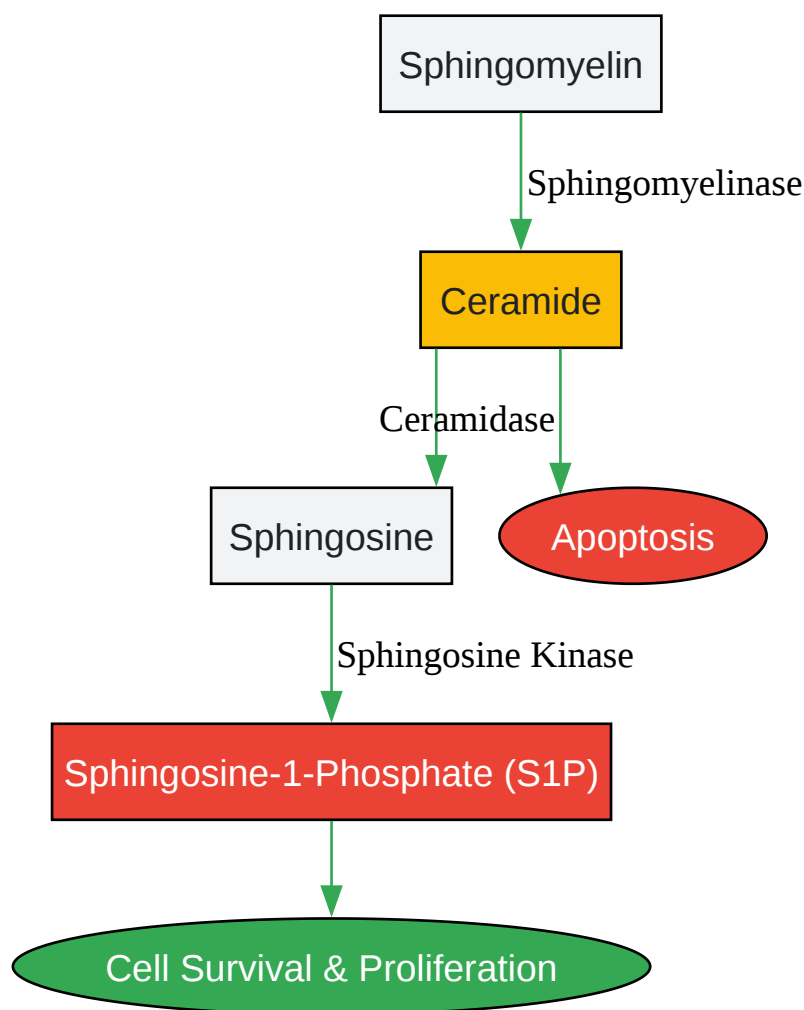 Sphingomyelin
Sphingomyelinase
Ceramide
Ceramidase
Sphingosine
Apoptosis
Sphingosine Kinase
Sphingosine-1-Phosphate (S1P)
Cell Survival & Proliferation